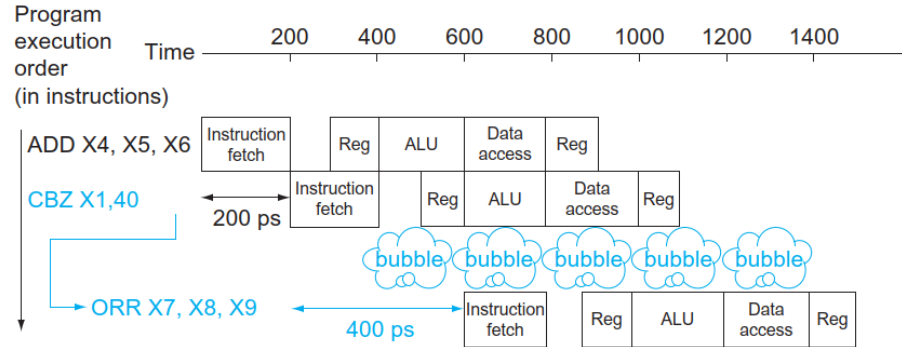 Program
execution
order
(in instructions)
Time
200 400 600 800 1000 1200 1400
ADD X4, X5, X6
Instruction
fetch
Reg
ALU
Data
access
Reg
CBZ X1,40
200 ps
Instruction
fetch
Reg
ALU
Data
access
Reg
bubble bubble bubble bubble bubble
ORR X7, X8, X9
400 ps
Instruction
fetch
Reg
ALU
Data
access
Reg